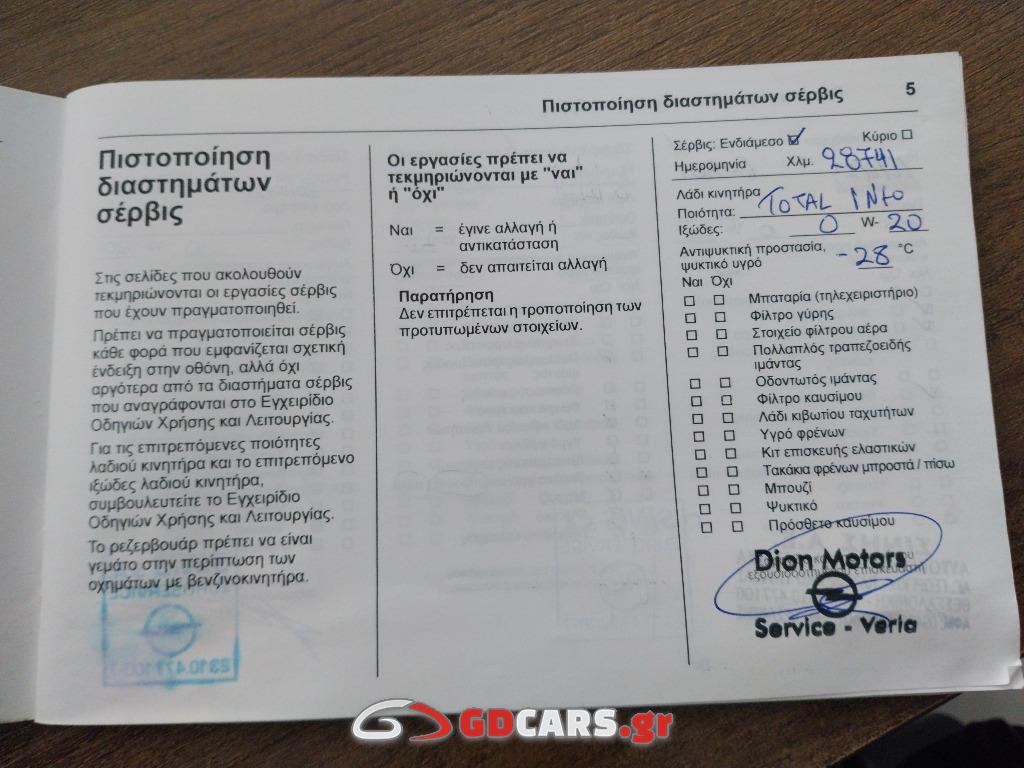 Πιστοποίηση διαστημάτων σέρβις 5
Πιστοποίηση
διαστημάτων
σέρβις
Στις σελίδες που ακολουθούν
τεκμηριώνονται οι εργασίες σέρβις
που έχουν πραγματοποιηθεί.
Πρέπει να πραγματοποιείται σέρβις
κάθε φορά που εμφανίζεται σχετική
ένδειξη στην οθόνη, αλλά όχι
αργότερα από τα διαστήματα σέρβις
που αναγράφονται στο Εγχειρίδιο
Οδηγιών Χρήσης και Λειτουργίας.
Για τις επιτρεπόμενες ποιότητες
λαδιού κινητήρα και το επιτρεπόμενο
ιξώδες λαδιού κινητήρα,
συμβουλευτείτε το Εγχειρίδιο
Οδηγιών Χρήσης και Λειτουργίας.
Το ρεζερβουάρ πρέπει να είναι
γεμάτο στην περίπτωση των
οχημάτων με βενζινοκινητήρα.
Οι εργασίες πρέπει να
τεκμηριώνονται με "ναι"
ή "όχι"
Ναι = έγινε αλλαγή ή
αντικατάσταση
Όχι = δεν απαιτείται αλλαγή
Παρατήρηση
Δεν επιτρέπεται η τροποποίηση των
προτυπωμένων στοιχείων.
Σέρβις: Ενδιάμεσο Κύριο
Ημερομηνία Χλμ. 28741
Λάδι κινητήρα
Ποιότητα: TOTAL INEO
Ιξώδες: 0 W- 20
Αντιψυκτική προστασία,
ψυκτικό υγρό -28 °C
Ναι Όχι
Μπαταρία (τηλεχειριστήριο)
Φίλτρο γύρης
Στοιχείο φίλτρου αέρα
Πολλαπλός τραπεζοειδής
ιμάντας
Οδοντωτός ιμάντας
Φίλτρο καυσίμου
Λάδι κιβωτίου ταχυτήτων
Υγρό φρένων
Κιτ επισκευής ελαστικών
Τακάκια φρένων μπροστά / πίσω
Μπουζί
Ψυκτικό
Πρόσθετο καυσίμου
Dion Motors
Service - Veria
GDCARS.gr